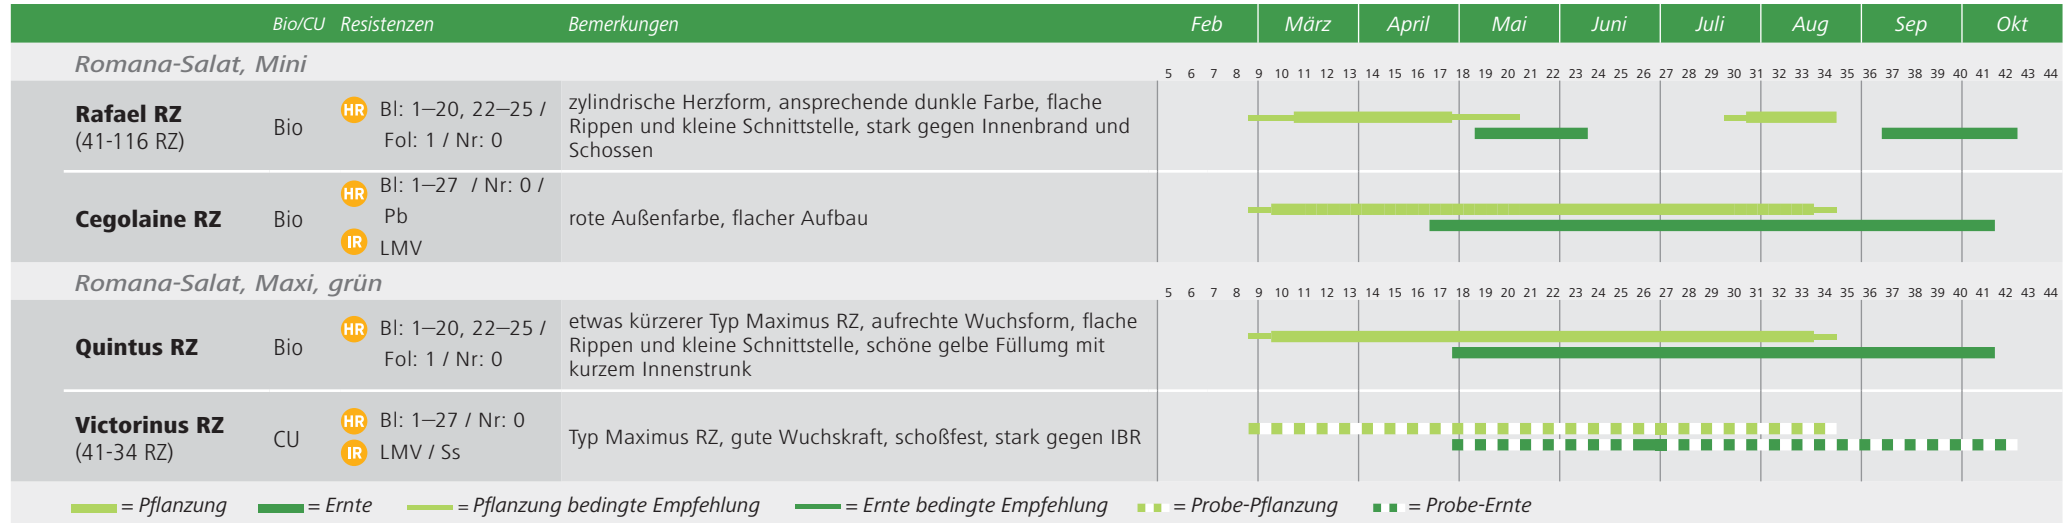 Bio/CU Resistenzen Bemerkungen Feb März April Mai Juni Juli Aug Sep Okt
Romana-Salat, Mini
5 6 7 8 9 10 11 12 13 14 15 16 17 18 19 20 21 22 23 24 25 26 27 28 29 30 31 32 33 34 35 36 37 38 39 40 41 42 43 44
Rafael RZ
(41-116 RZ)
Bio
HR Bl: 1–20, 22–25 /
Fol: 1 / Nr: 0
zylindrische Herzform, ansprechende dunkle Farbe, flache
Rippen und kleine Schnittstelle, stark gegen Innenbrand und
Schossen
Cegolaine RZ
Bio
HR Bl: 1–27 / Nr: 0 /
Pb
IR LMV
rote Außenfarbe, flacher Aufbau
Romana-Salat, Maxi, grün
5 6 7 8 9 10 11 12 13 14 15 16 17 18 19 20 21 22 23 24 25 26 27 28 29 30 31 32 33 34 35 36 37 38 39 40 41 42 43 44
Quintus RZ
Bio
HR Bl: 1–20, 22–25 /
Fol: 1 / Nr: 0
etwas kürzerer Typ Maximus RZ, aufrechte Wuchsform, flache
Rippen und kleine Schnittstelle, schöne gelbe Füllumg mit
kurzem Innenstrunk
Victorinus RZ
(41-34 RZ)
CU
HR Bl: 1–27 / Nr: 0
IR LMV / Ss
Typ Maximus RZ, gute Wuchskraft, schoßfest, stark gegen IBR
= Pflanzung = Ernte = Pflanzung bedingte Empfehlung = Ernte bedingte Empfehlung = Probe-Pflanzung = Probe-Ernte